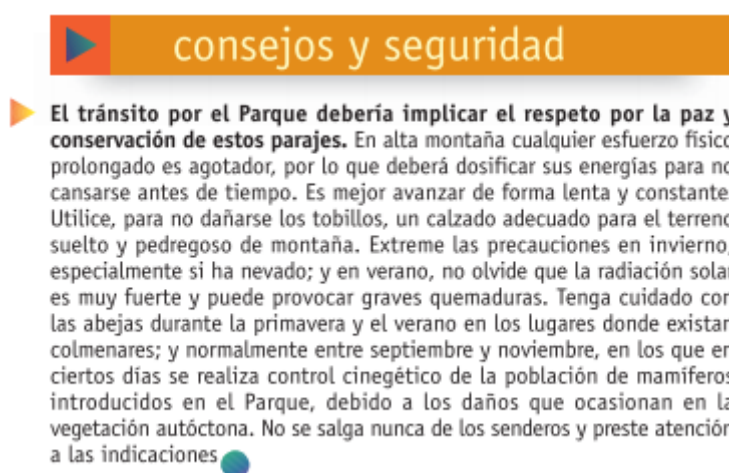 consejos y seguridad
El tránsito por el Parque debería implicar el respeto por la paz y
conservación de estos parajes. En alta montaña cualquier esfuerzo físico
prolongado es agotador, por lo que deberá dosificar sus energías para no
cansarse antes de tiempo. Es mejor avanzar de forma lenta y constante.
Utilice, para no dañarse los tobillos, un calzado adecuado para el terreno
suelto y pedregoso de montaña. Extreme las precauciones en invierno,
especialmente si ha nevado; y en verano, no olvide que la radiación solar
es muy fuerte y puede provocar graves quemaduras. Tenga cuidado con
las abejas durante la primavera y el verano en los lugares donde existan
colmenares; y normalmente entre septiembre y noviembre, en los que en
ciertos días se realiza control cinegético de la población de mamíferos
introducidos en el Parque, debido a los daños que ocasionan en la
vegetación autóctona. No se salga nunca de los senderos y preste atención
a las indicaciones